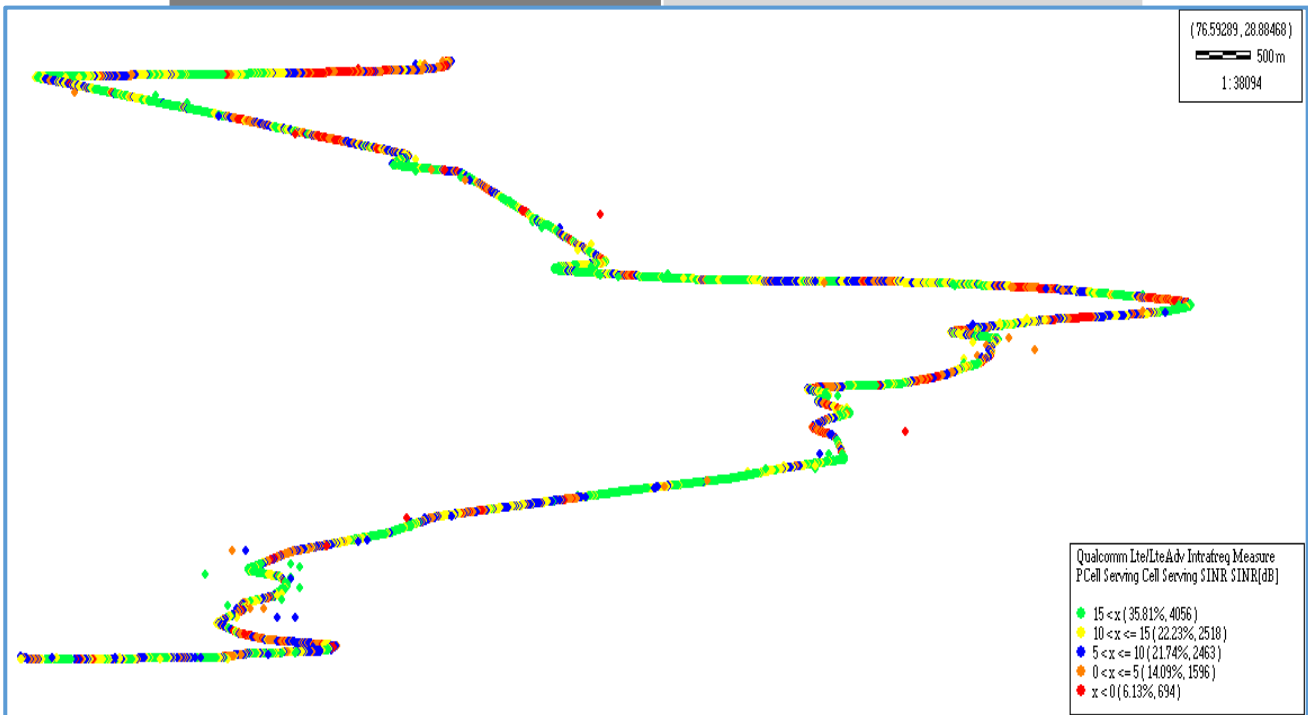 (76.59289, 28.88468)
500m
1:38094
Qualcomm Lte/LteAdv Intrafreq Measure
PCell Serving Cell Serving SINR SINR[dB]
15 < x ( 35.81%, 4056 )
10 < x <= 15 ( 22.23%, 2518 )
5 < x <= 10 ( 21.74%, 2463 )
0 < x <= 5 ( 14.09%, 1596 )
x < 0 ( 6.13%, 694 )